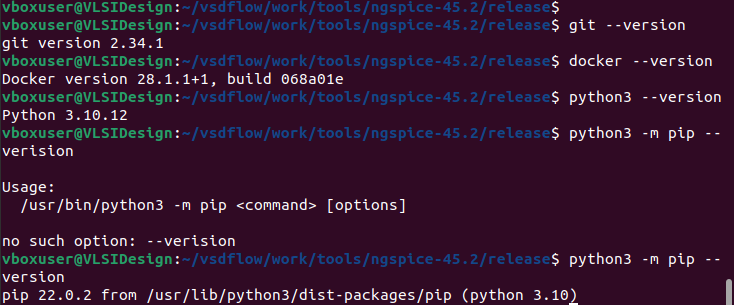 vboxuser@VLSIDesign:~/vsdflow/work/tools/ngspice-45.2/release$
vboxuser@VLSIDesign:~/vsdflow/work/tools/ngspice-45.2/release$ git --version
git version 2.34.1
vboxuser@VLSIDesign:~/vsdflow/work/tools/ngspice-45.2/release$ docker --version
Docker version 28.1.1+1, build 068a01e
vboxuser@VLSIDesign:~/vsdflow/work/tools/ngspice-45.2/release$ python3 --version
Python 3.10.12
vboxuser@VLSIDesign:~/vsdflow/work/tools/ngspice-45.2/release$ python3 -m pip --
verision

Usage:
  /usr/bin/python3 -m pip <command> [options]

no such option: --verision
vboxuser@VLSIDesign:~/vsdflow/work/tools/ngspice-45.2/release$ python3 -m pip --
version
pip 22.0.2 from /usr/lib/python3/dist-packages/pip (python 3.10)